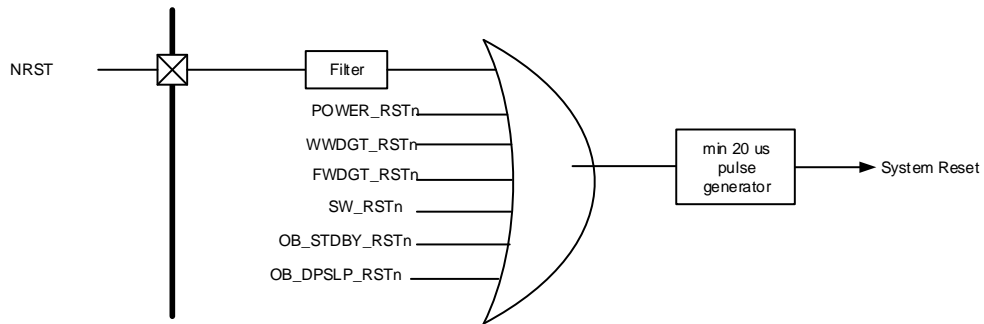 NRST
Filter
POWER_RSTn
WWDGT_RSTn
FWDGT_RSTn
SW_RSTn
OB_STDBY_RSTn
OB_DPSLP_RSTn
min 20 us
pulse
generator
System Reset